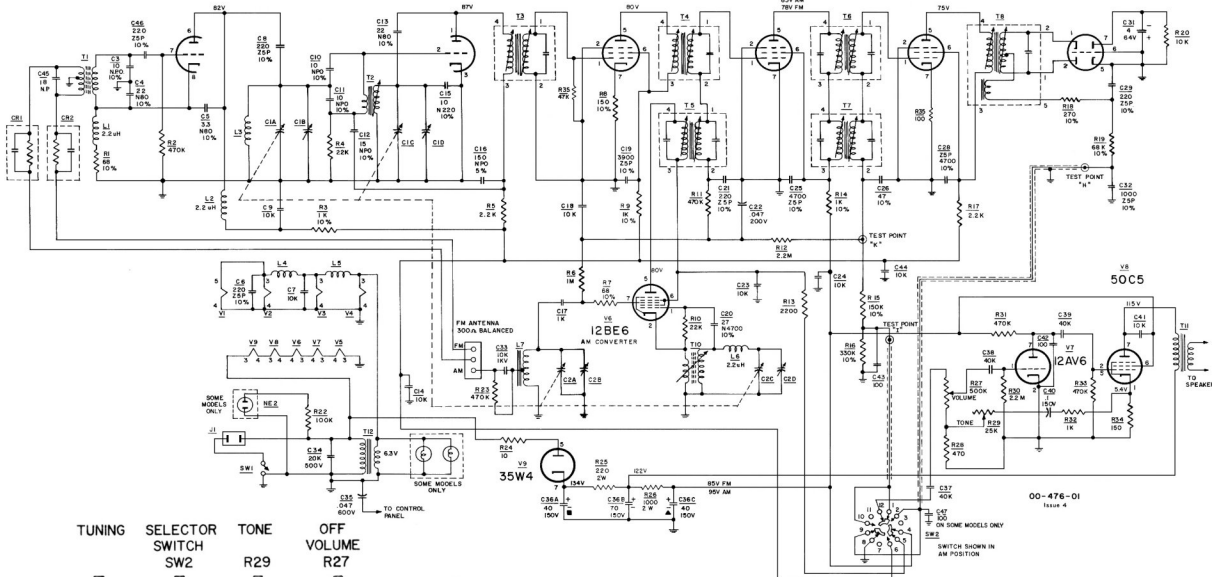 C46
220
Z5P
10%
82V
C13
22
N80
10%
87V
T3
80V
T4
85V AM
78V FM
T6
75V
T8
C31
4
64V
R20
10K
T1
C45
18
N.P
C3
10
NPO
10%
C4
22
N80
10%
C8
220
Z5P
10%
C10
10
NPO
10%
T2
C11
10
NPO
10%
C15
10
N220
10%
R35
47K
R8
150
10%
T5
T7
R35
100
C29
220
Z5P
10%
R18
270
10%
CR1
CR2
L1
2.2uH
R1
68
10%
C5
3.3
N80
10%
R2
470K
L3
C1A
C1B
R4
22K
C12
15
NPO
10%
C1C
C1D
C16
150
NPO
5%
C19
3900
Z5P
10%
C28
Z5P
4700
10%
R19
68K
10%
TEST POINT
"H"
C32
1000
Z5P
10%
L2
2.2uH
C9
10K
R3
1K
10%
R5
2.2K
C18
10K
R9
1K
10%
R11
470K
C21
220
Z5P
10%
C22
.047
200V
C25
4700
Z5P
10%
R14
1K
10%
C26
47
10%
R17
2.2K
R12
2.2M
TEST POINT
"K"
C44
10K
L4
L5
C6
220
Z5P
10%
C7
10K
V1
V2
V3
V4
R6
1M
80V
C23
10K
C24
10K
R13
2200
R15
150K
10%
TEST POINT
V8
50C5
115V
FM ANTENNA
300Ω BALANCED
FM
AM
C17
1K
R7
68
10%
V6
12BE6
AM CONVERTER
R10
22K
C20
27
N4700
10%
R31
470K
C39
40K
C41
10K
T11
TO
SPEAKER
V9 V8 V6 V7 V5
3 4 3 4 3 4 3 4 3 4
C33
10K
1KV
L7
R23
470K
C2A
C2B
T10
L6
2.2uH
C2C
C2D
R16
330K
10%
C43
100
C38
40K
C42
100
V7
12AV6
R27
500K
VOLUME
R30
2.2M
C40
.1
150V
R33
470K
5.4V
SOME
MODELS
ONLY
NE2
R22
100K
C14
10K
TONE
R29
25K
R32
1K
R34
150
J1
SW1
C34
20K
500V
T12
6.3V
SOME MODELS
ONLY
R24
10
V9
35W4
R25
220
2W
122V
R28
470
134V
R26
1000
2W
85V FM
95V AM
C37
40K
C47
100
ON SOME MODELS ONLY
00-476-01
Issue 4
C35
.047
600V
TO CONTROL
PANEL
C36A
40
150V
C36B
70
150V
C36C
40
150V
SW2
SWITCH SHOWN IN
AM POSITION
TUNING
SELECTOR
SWITCH
SW2
TONE
R29
OFF
VOLUME
R27